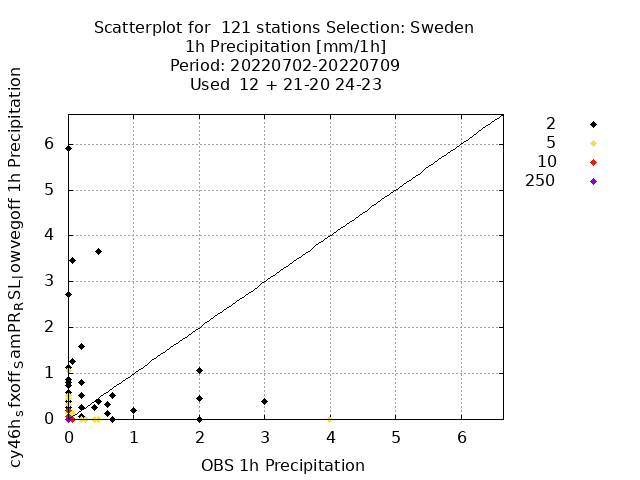 Scatterplot for  121 stations Selection: Sweden
1h Precipitation [mm/1h]
Period: 20220702-20220709
Used  12 + 21-20 24-23
cy46h_sfxoff_samPR_RSL_lowvegoff 1h Precipitation
6
5
4
3
2
1
0
0 1 2 3 4 5 6
OBS 1h Precipitation
2
5
10
250